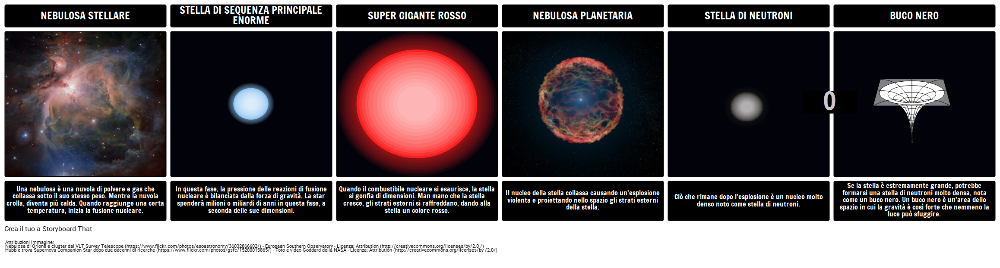 NEBULOSA STELLARE
STELLA DI SEQUENZA PRINCIPALE
ENORME
SUPER GIGANTE ROSSO
NEBULOSA PLANETARIA
STELLA DI NEUTRONI
BUCO NERO
O
Una nebulosa è una nuvola di polvere e gas che
collassa sotto il suo stesso peso. Mentre la nuvola
crolla, diventa più calda. Quando raggiunge una certa
temperatura, inizia la fusione nucleare.
In questa fase, la pressione delle reazioni di fusione
nucleare è bilanciata dalla forza di gravità. La star
spenderà milioni o miliardi di anni in questa fase, a
seconda delle sue dimensioni.
Quando il combustibile nucleare si esaurisce, la stella
si gonfia di dimensioni. Man mano che la stella
cresce, gli strati esterni si raffreddano, dando alla
stella un colore rosso.
Il nucleo della stella collassa causando un'esplosione
violenta e proiettando nello spazio gli strati esterni
della stella.
Ciò che rimane dopo l'esplosione è un nucleo molto
denso noto come stella di neutroni.
Se la stella è estremamente grande, potrebbe
formarsi una stella di neutroni molto densa, nota
come un buco nero. Un buco nero è un'area dello
spazio in cui la gravità è così forte che nemmeno la
luce può sfuggire.
Crea il tuo a Storyboard That
Attribuzioni Immagine:
Nebulosa di Orione e cluster dal VLT Survey Telescope (https://www.flickr.com/photos/esoastronomy/36032866602/) - European Southern Observatory - Licenza: Attribution (http://creativecommons.org/licenses/by/2.0 /)
Hubble trova Supernova Companion Star dopo due decenni di ricerche (https://www.flickr.com/photos/gsfc/15200013865/) - Foto e video Goddard della NASA - Licenza: Attribution (http://creativecommons.org/licenses/by /2.0/)